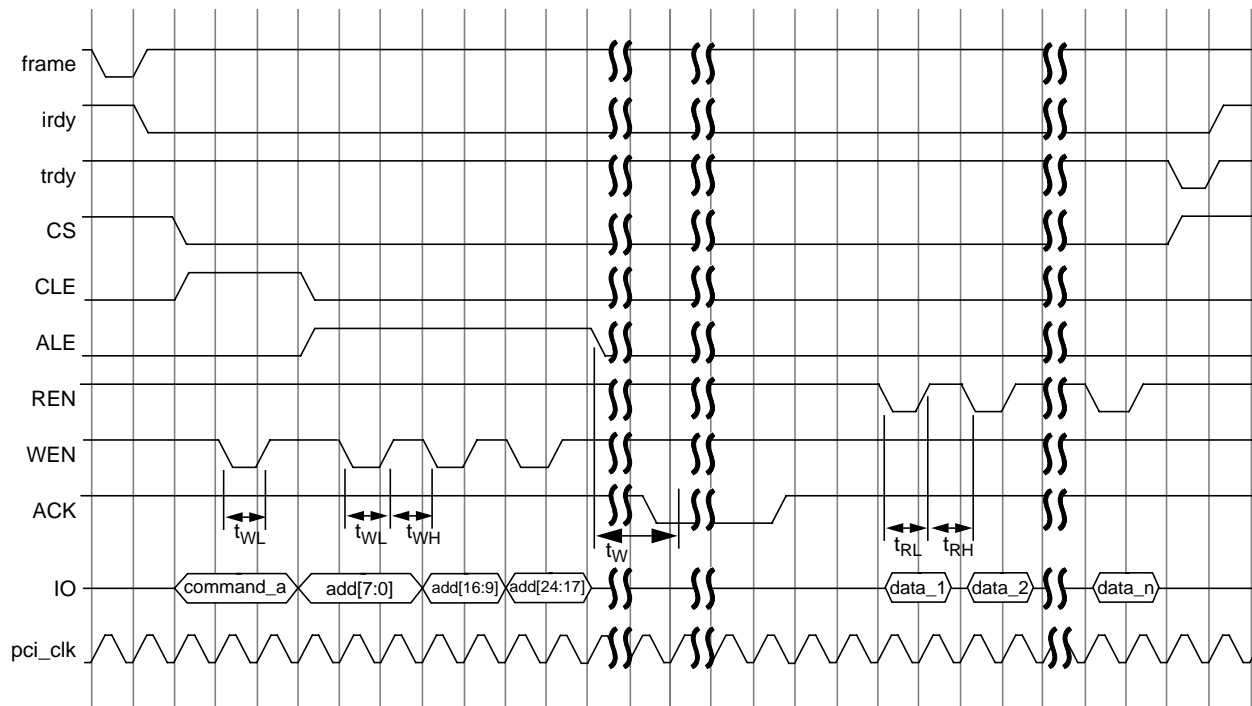 frame
irdy
trdy
CS
CLE
ALE
REN
WEN
ACK
tWL
tWL
tWH
tW
tRL
tRH
IO
command_a
add[7:0]
add[16:9]
add[24:17]
data_1
data_2
data_n
pci_clk